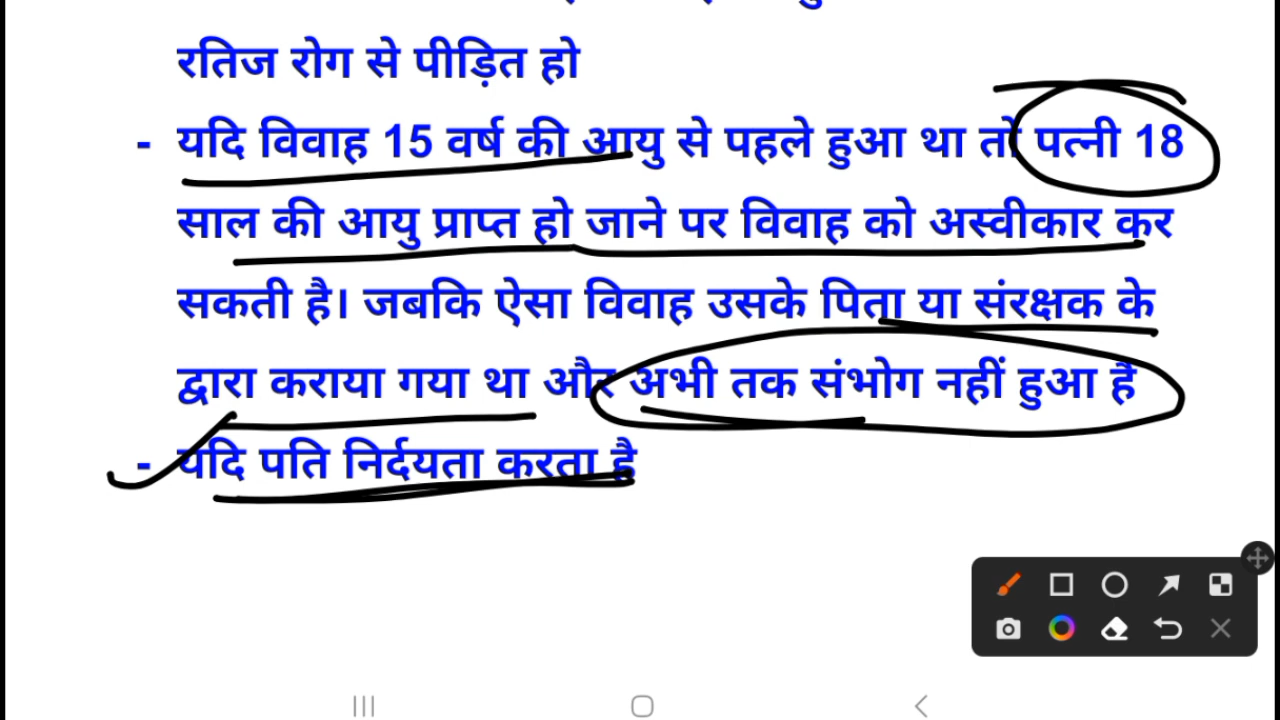 रतिज रोग से पीड़ित हो
- यदि विवाह 15 वर्ष की आयु से पहले हुआ था तो पत्नी 18
साल की आयु प्राप्त हो जाने पर विवाह को अस्वीकार कर
सकती है। जबकि ऐसा विवाह उसके पिता या संरक्षक के
द्वारा कराया गया था और अभी तक संभोग नहीं हुआ है
- यदि पति निर्दयता करता है